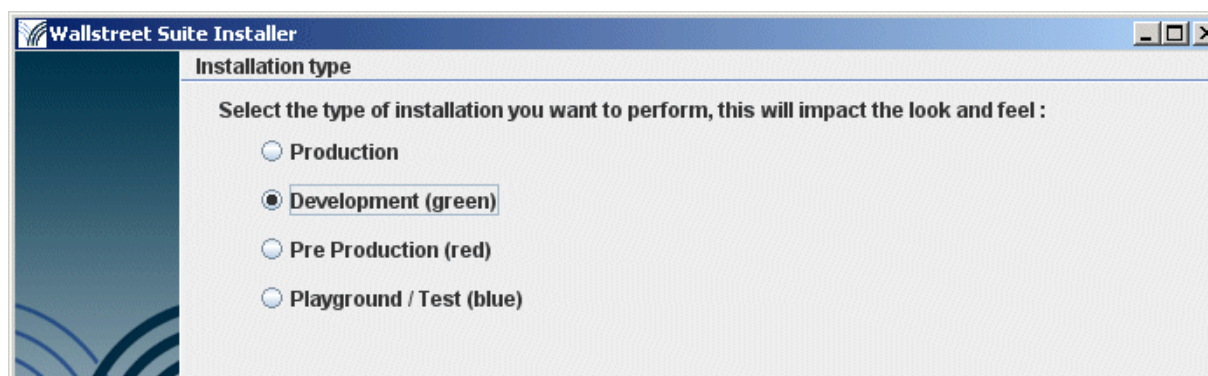 Wallstreet Suite Installer
Installation type
Select the type of installation you want to perform, this will impact the look and feel :
Production
Development (green)
Pre Production (red)
Playground / Test (blue)